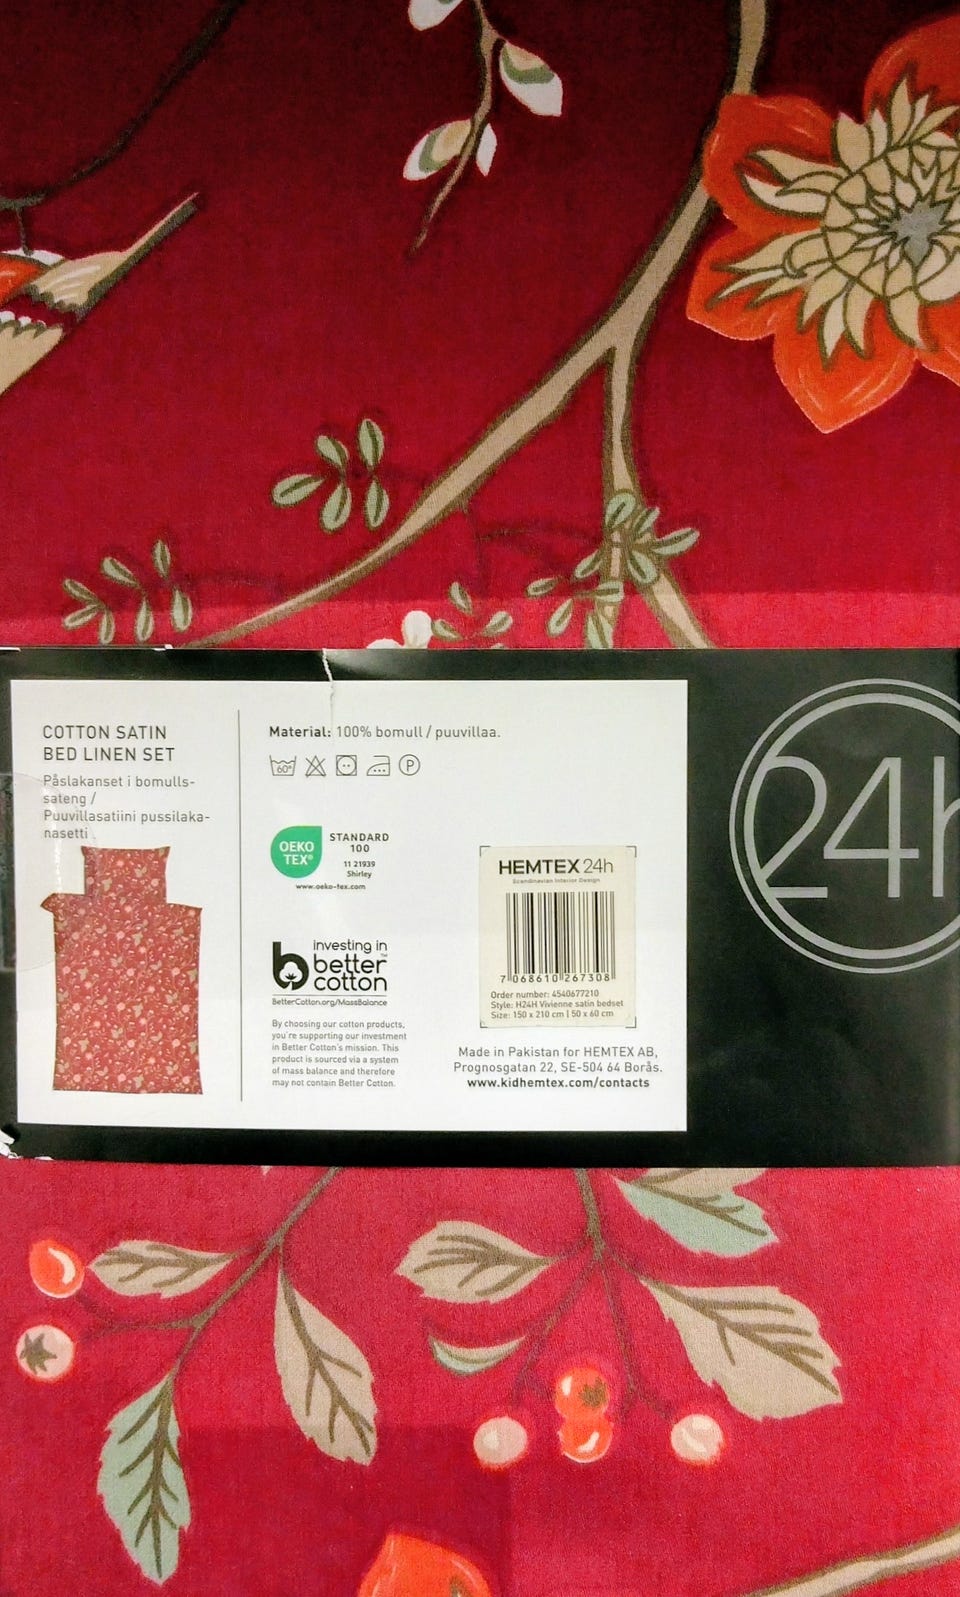 COTTON SATIN
BED LINEN SET
Påslakanset i bomulls-
sateng /
Puuvillasatiini pussilaka-
nasetti
Material: 100% bomull / puuvillaa.
60°
P
OEKO
TEX®
STANDARD
100
11 21939
Shirley
www.oeko-tex.com
investing in
better
cotton™
BetterCotton.org/MassBalance
By choosing our cotton products,
you're supporting our investment
in Better Cotton's mission. This
product is sourced via a system
of mass balance and therefore
may not contain Better Cotton.
HEMTEX 24h
Scandinavian Interior Design
7 068610 267308
Order number: 4540677210
Style: H24H Vivienne satin bedset
Size: 150 x 210 cm | 50 x 60 cm
Made in Pakistan for HEMTEX AB,
Prognosgatan 22, SE-504 64 Borås.
www.kidhemtex.com/contacts
24h